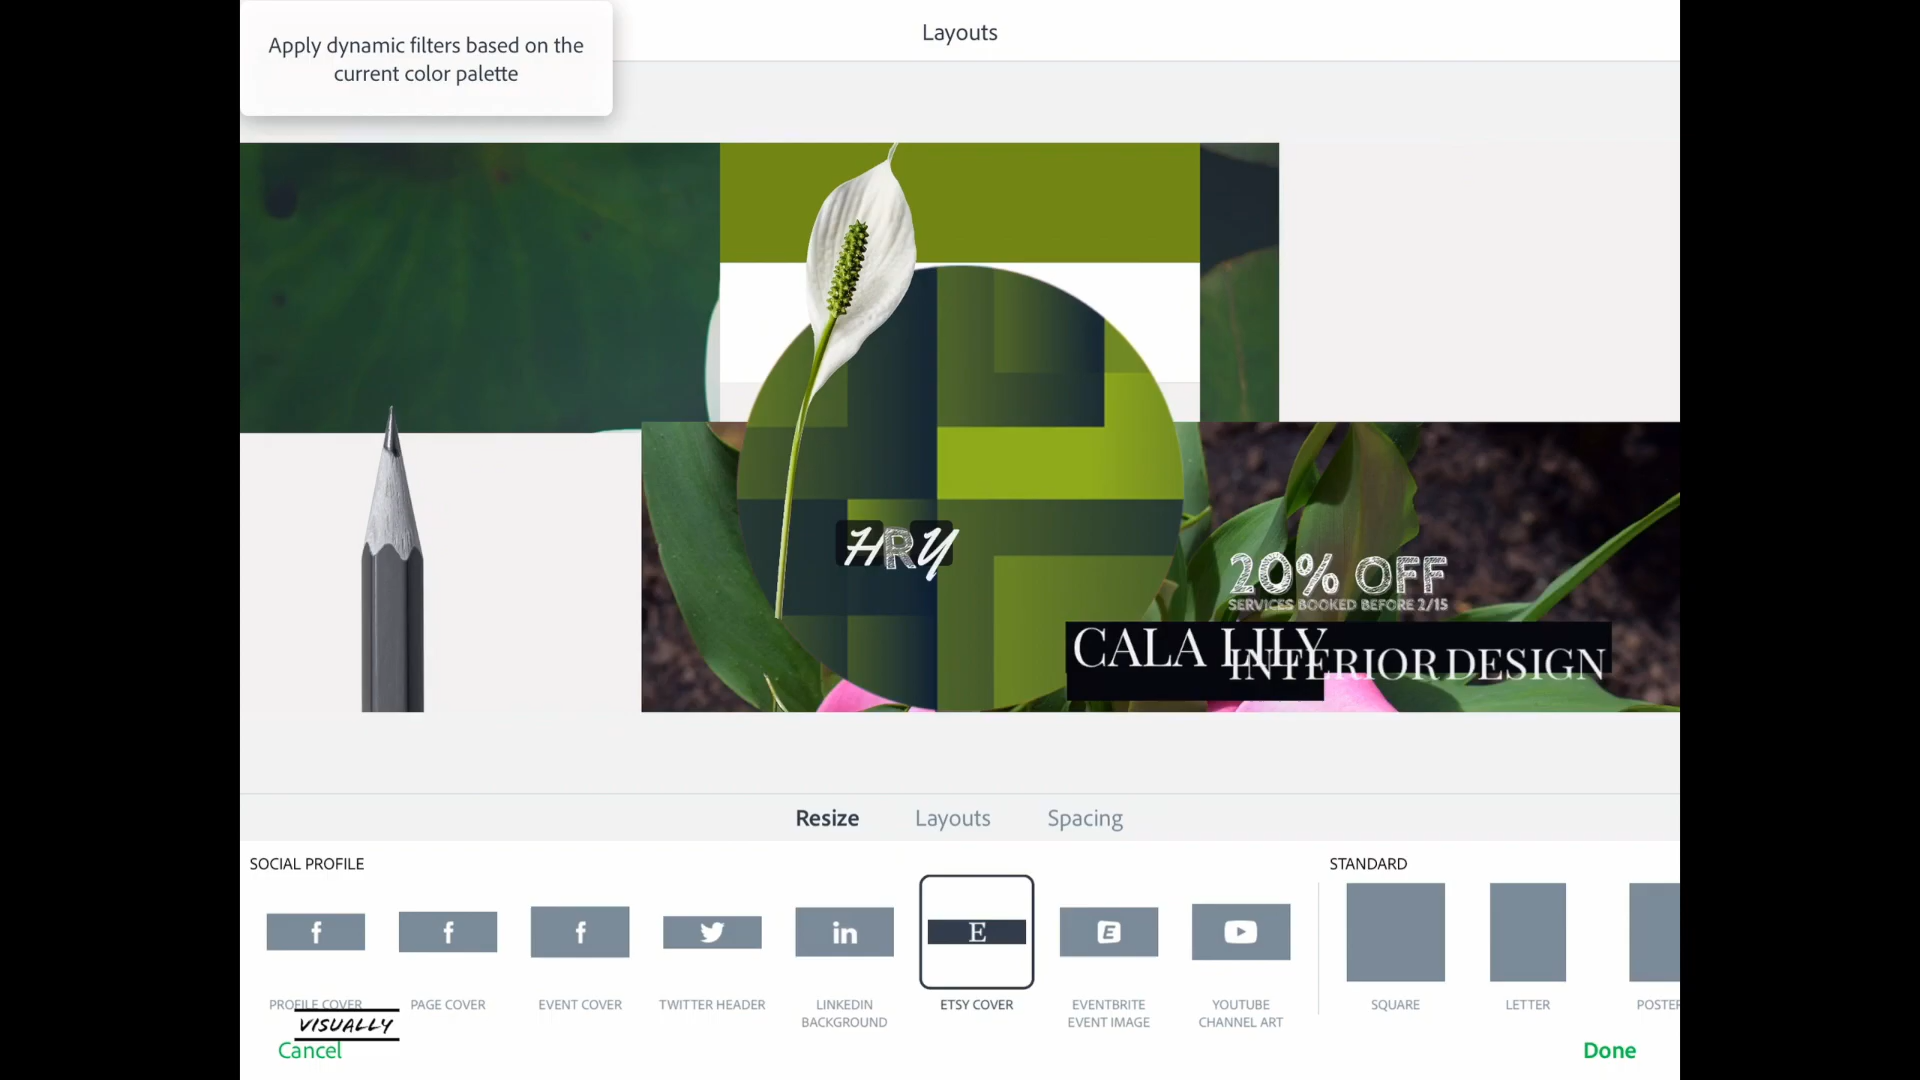 Apply dynamic filters based on the
current color palette
Layouts
HRY
20% OFF
SERVICES BOOKED BEFORE 2/15
CALA LILY
INTERIOR DESIGN
Resize
Layouts
Spacing
SOCIAL PROFILE
STANDARD
f
f
f
in
E
E
PROFILE COVER
PAGE COVER
EVENT COVER
TWITTER HEADER
LINKEDIN
BACKGROUND
ETSY COVER
EVENTBRITE
EVENT IMAGE
YOUTUBE
CHANNEL ART
SQUARE
LETTER
POSTER
VISUALLY
Cancel
Done